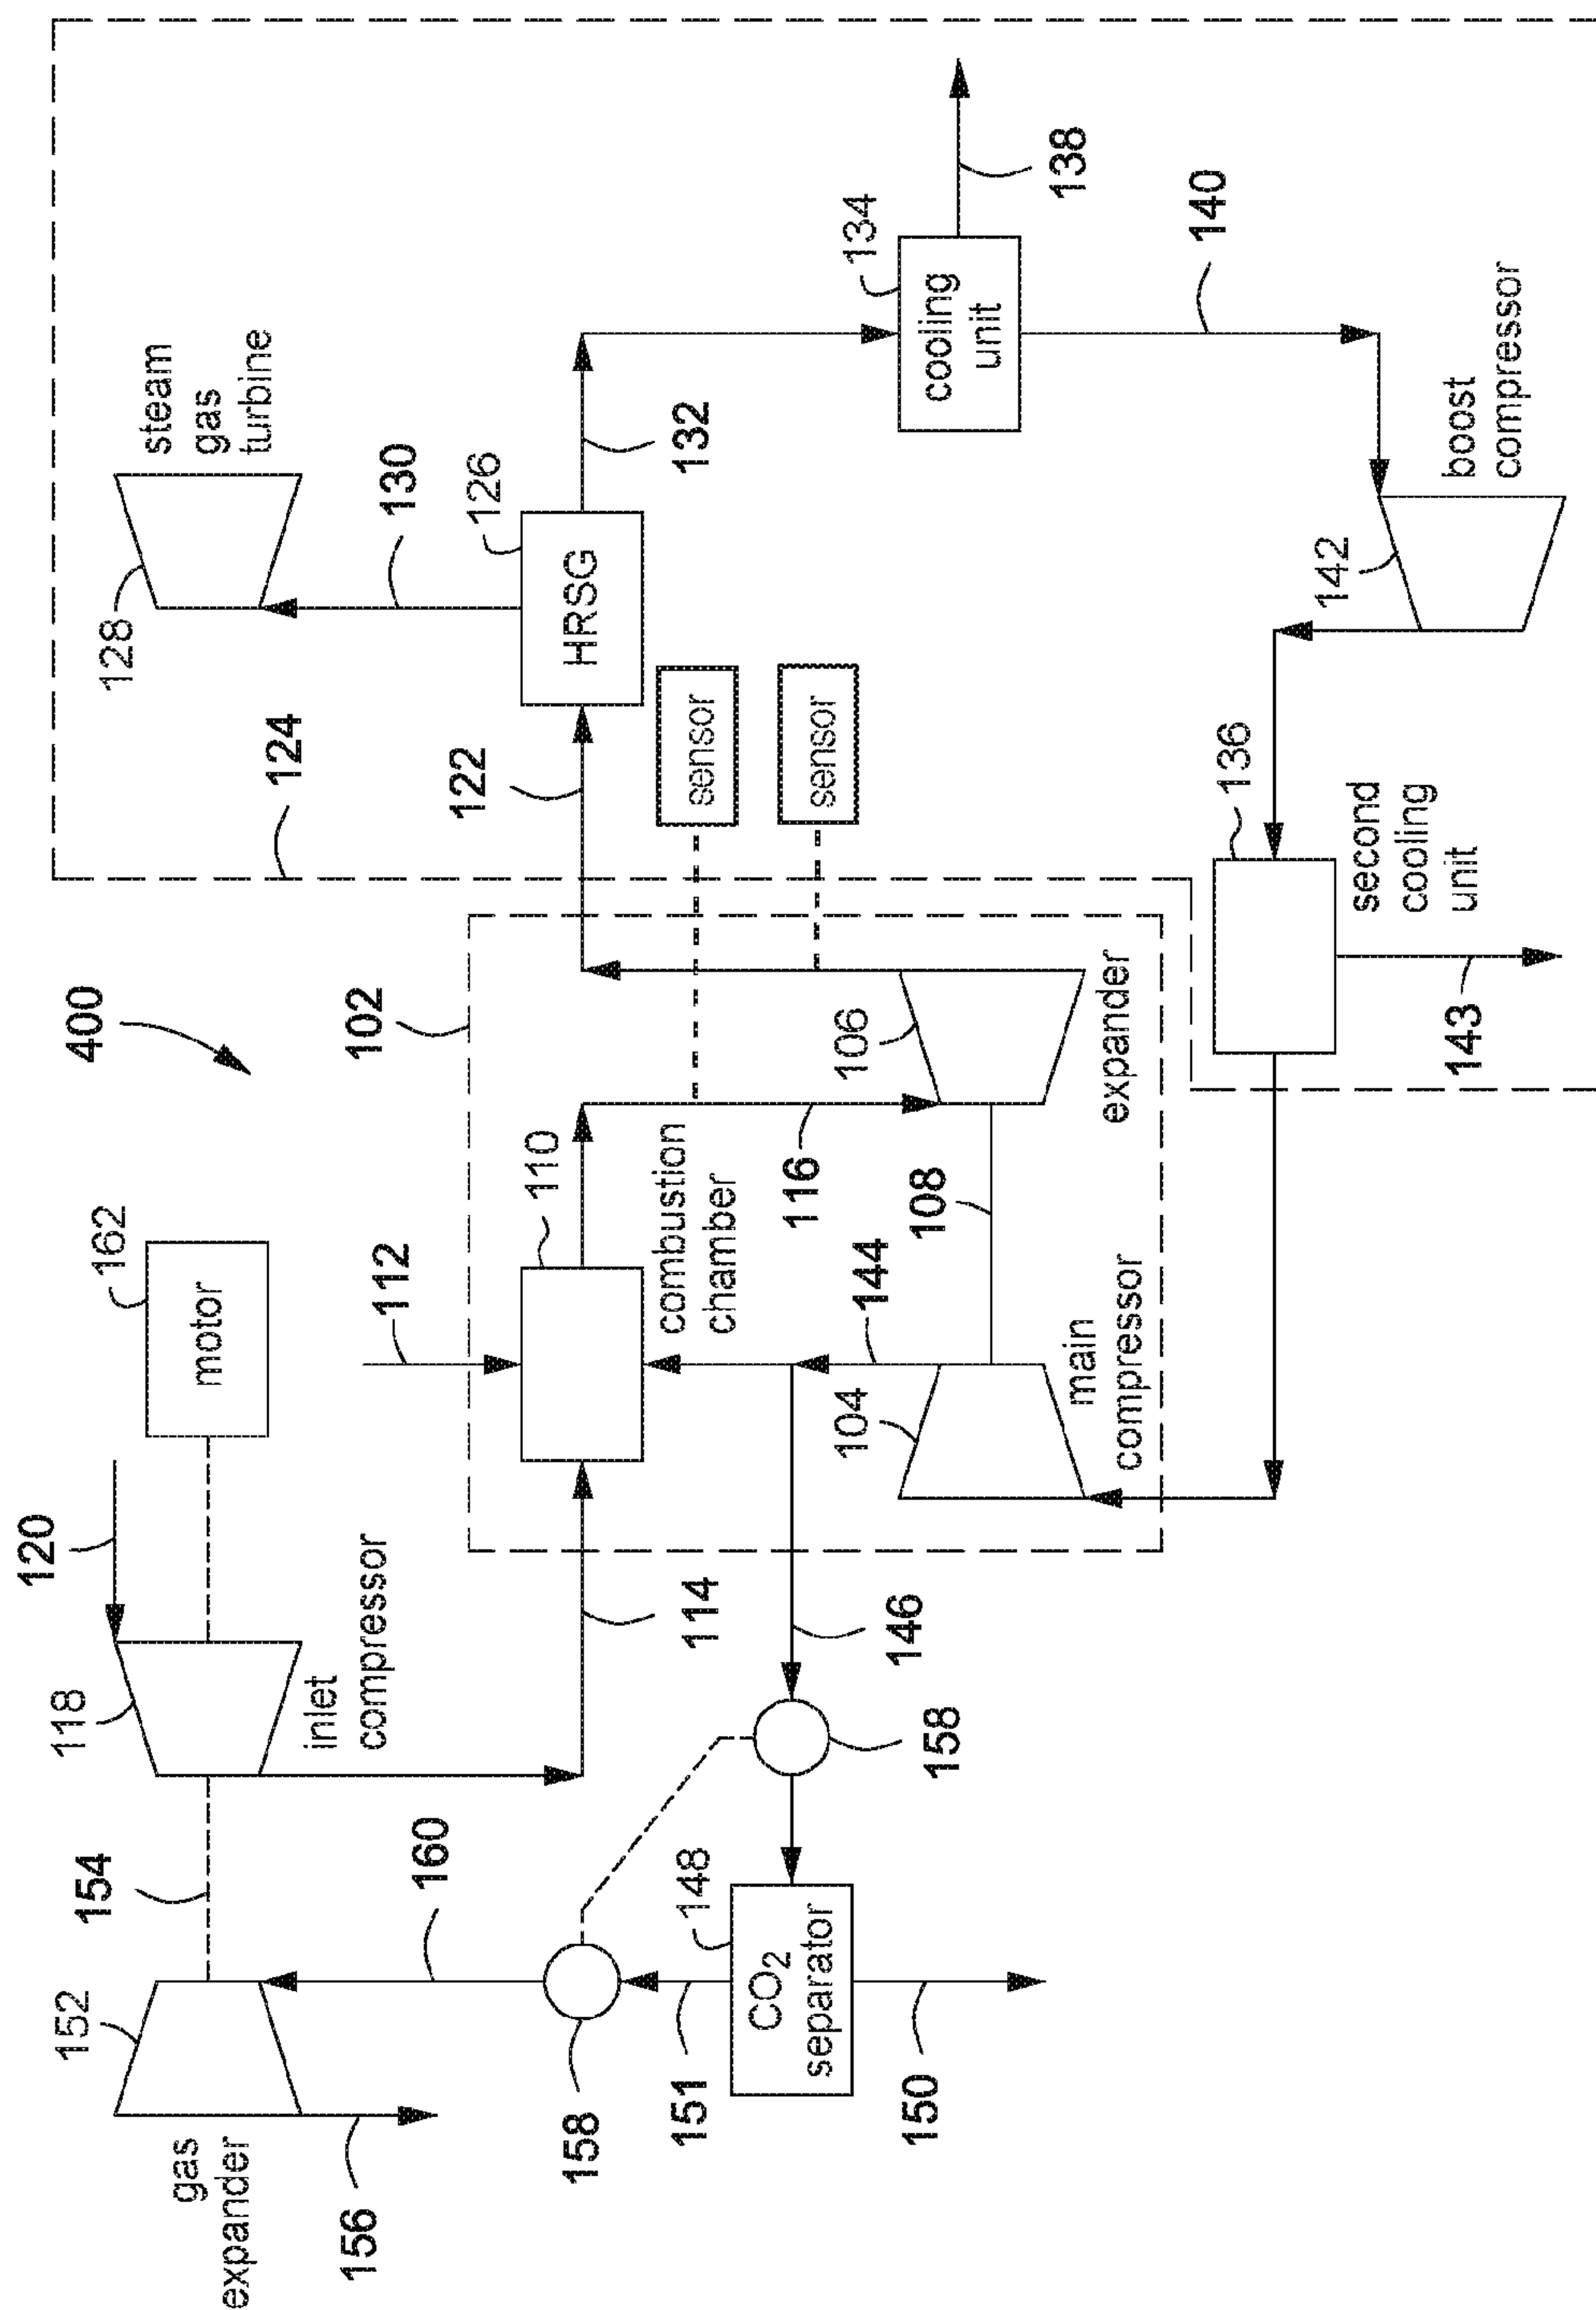 400
120
118
inlet
compressor
162
motor
154
152
gas
expander
156
160
158
151
148
CO2
separator
150
158
146
114
112
102
110
combustion
chamber
116
144
104
main
compressor
108
106
expander
124
122
128
steam
gas
turbine
130
126
HRSG
132
sensor
sensor
134
cooling
unit
138
140
142
boost
compressor
136
second
cooling
unit
143